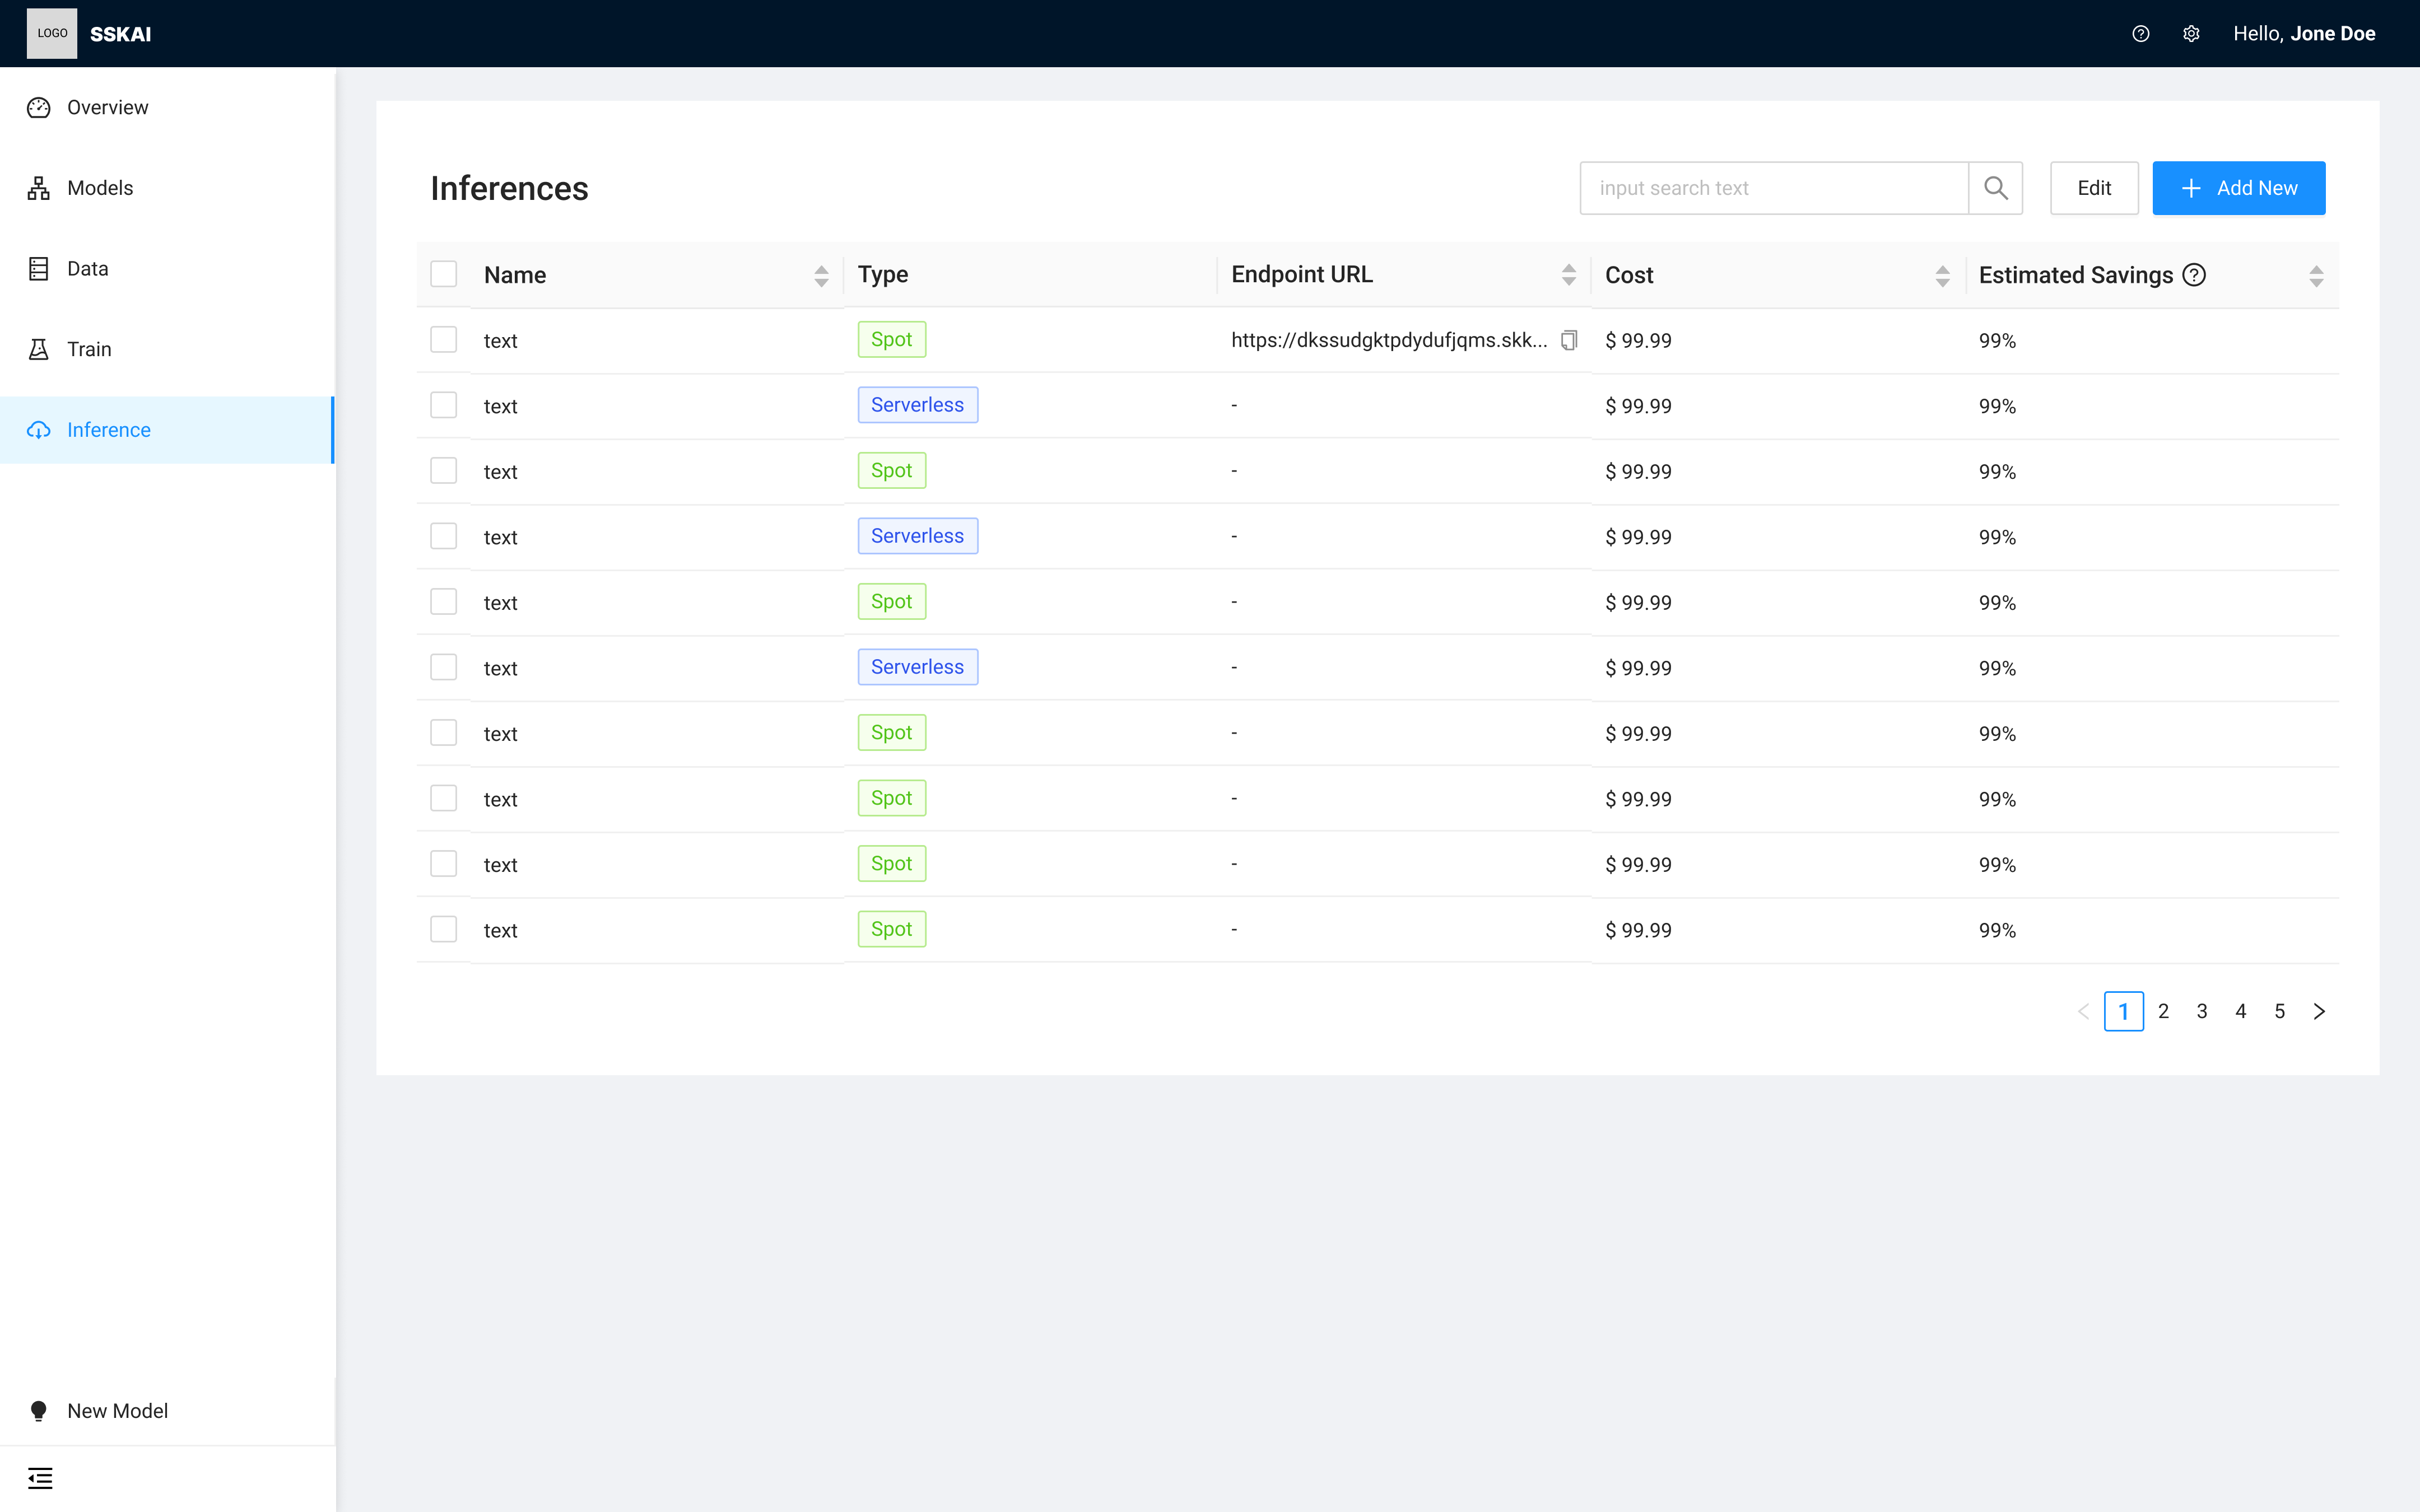 LOGO SSKAI Hello, Jone Doe
Overview
Models
Data
Train
Inference
New Model
Inferences input search text Edit Add New
Name Type Endpoint URL Cost Estimated Savings
text Spot https://dkssudgktpdydufjqms.skk... $ 99.99 99%
text Serverless - $ 99.99 99%
text Spot - $ 99.99 99%
text Serverless - $ 99.99 99%
text Spot - $ 99.99 99%
text Serverless - $ 99.99 99%
text Spot - $ 99.99 99%
text Spot - $ 99.99 99%
text Spot - $ 99.99 99%
text Spot - $ 99.99 99%
1 2 3 4 5